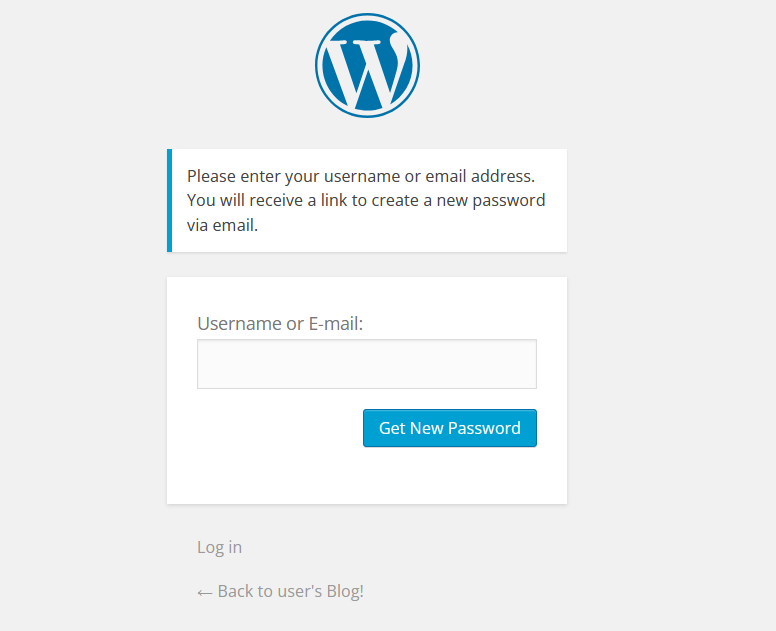 Please enter your username or email address.
You will receive a link to create a new password
via email.
Username or E-mail:
Get New Password
Log in
← Back to user's Blog!